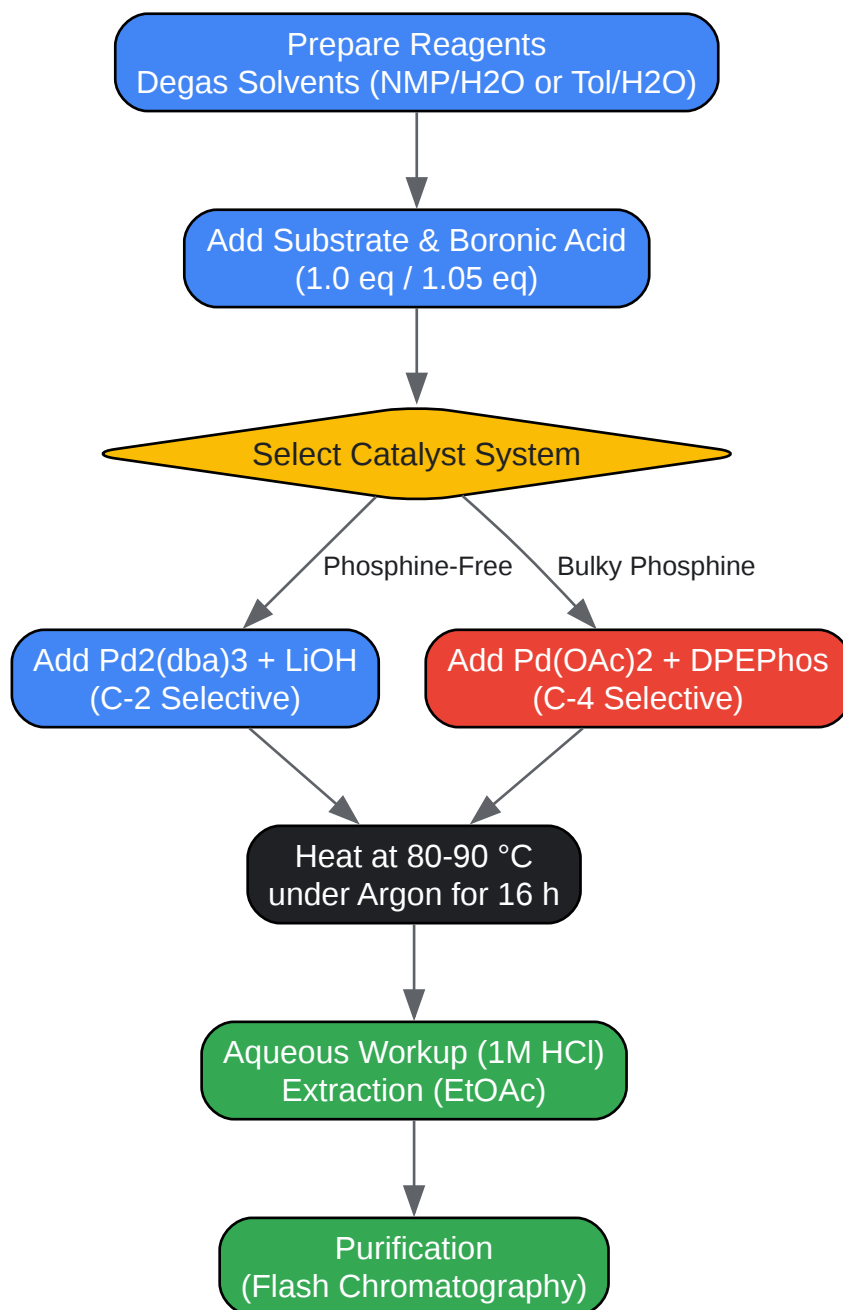 Prepare Reagents
Degas Solvents (NMP/H2O or Tol/H2O)
Add Substrate & Boronic Acid
(1.0 eq / 1.05 eq)
Select Catalyst System
Phosphine-Free
Bulky Phosphine
Add Pd2(dba)3 + LiOH
(C-2 Selective)
Add Pd(OAc)2 + DPEPhos
(C-4 Selective)
Heat at 80-90 °C
under Argon for 16 h
Aqueous Workup (1M HCl)
Extraction (EtOAc)
Purification
(Flash Chromatography)